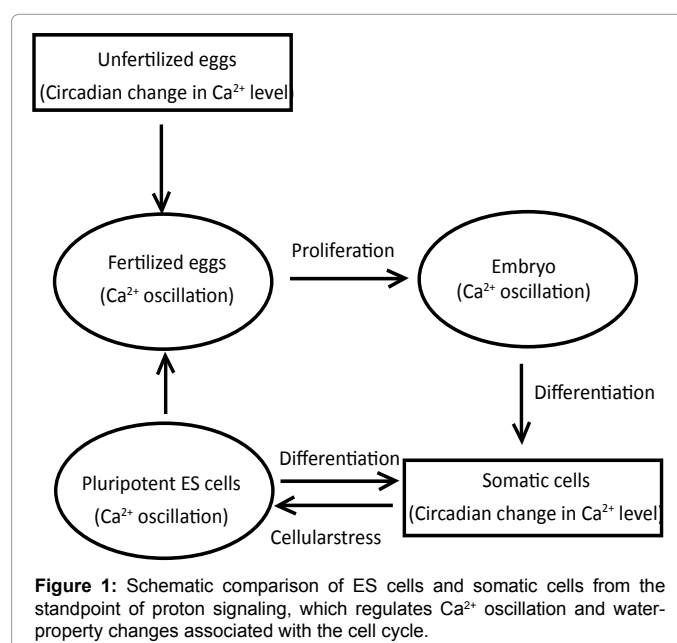 Unfertilized eggs
(Circadian change in Ca²⁺ level)
Fertilized eggs
(Ca²⁺ oscillation)
Proliferation
Embryo
(Ca²⁺ oscillation)
Differentiation
Pluripotent ES cells
(Ca²⁺ oscillation)
Differentiation
Cellularstress
Somatic cells
(Circadian change in Ca²⁺ level)
Figure 1: Schematic comparison of ES cells and somatic cells from the
standpoint of proton signaling, which regulates Ca²⁺ oscillation and water-
property changes associated with the cell cycle.